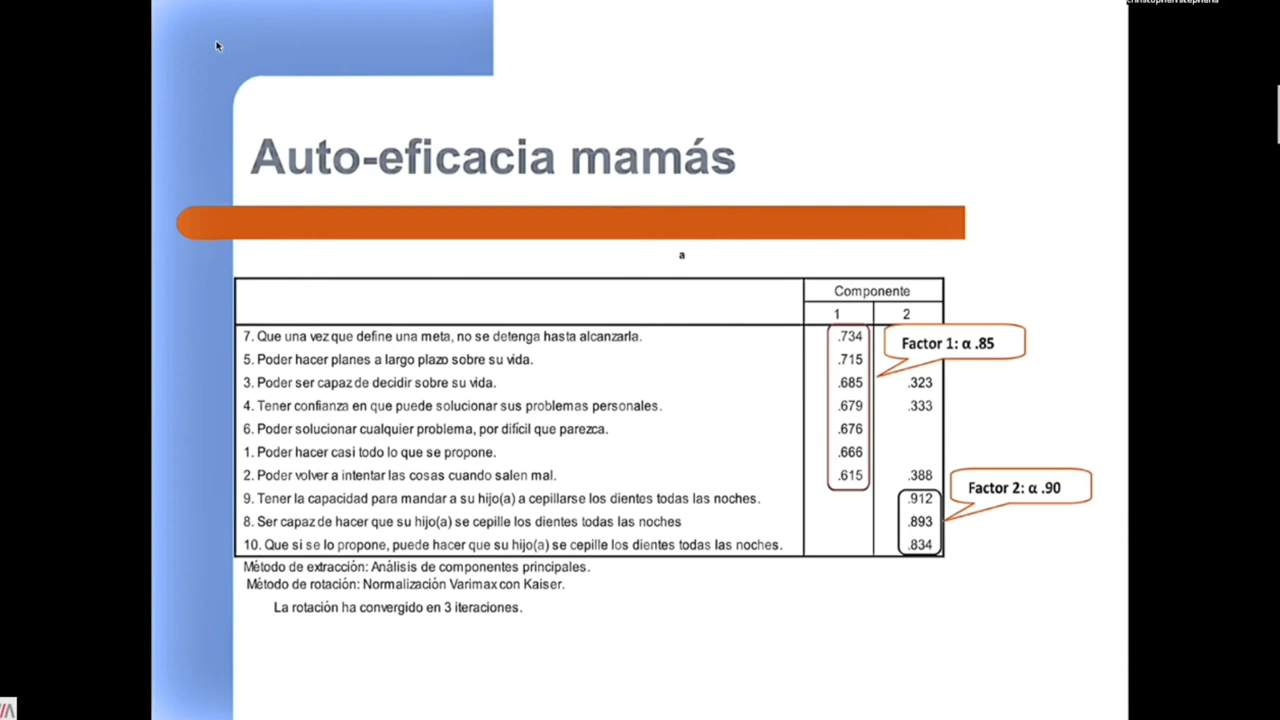 Auto-eficacia mamás
a
Componente
1 2
7. Que una vez que define una meta, no se detenga hasta alcanzarla. .734
Factor 1: α .85
5. Poder hacer planes a largo plazo sobre su vida. .715
3. Poder ser capaz de decidir sobre su vida. .685 .323
4. Tener confianza en que puede solucionar sus problemas personales. .679 .333
6. Poder solucionar cualquier problema, por difícil que parezca. .676
1. Poder hacer casi todo lo que se propone. .666
2. Poder volver a intentar las cosas cuando salen mal. .615 .388
Factor 2: α .90
9. Tener la capacidad para mandar a su hijo(a) a cepillarse los dientes todas las noches. .912
8. Ser capaz de hacer que su hijo(a) se cepille los dientes todas las noches .893
10. Que si se lo propone, puede hacer que su hijo(a) se cepille los dientes todas las noches. .834
Método de extracción: Análisis de componentes principales.
Método de rotación: Normalización Varimax con Kaiser.
La rotación ha convergido en 3 iteraciones.